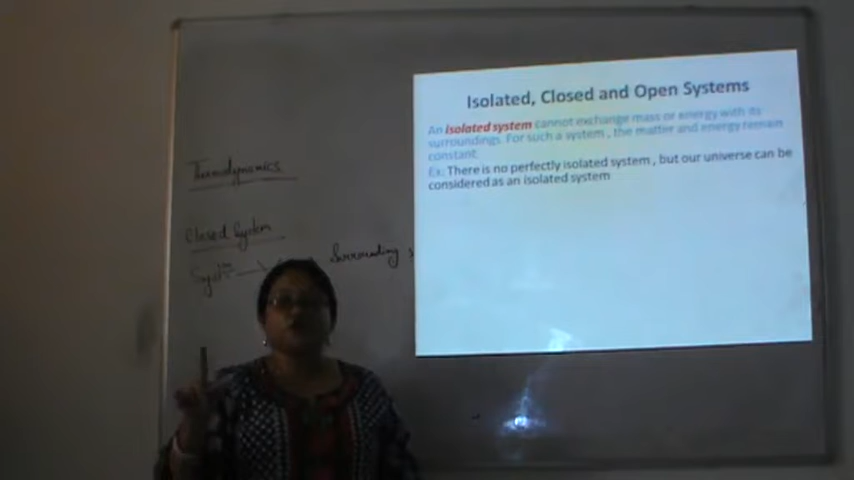 Isolated, Closed and Open Systems
An isolated system cannot exchange mass or energy with its
surroundings. For such a system, the matter and energy remain
constant.
Ex: There is no perfectly isolated system, but our universe can be
considered as an isolated system
Thermodynamics
Closed System
Surrounding